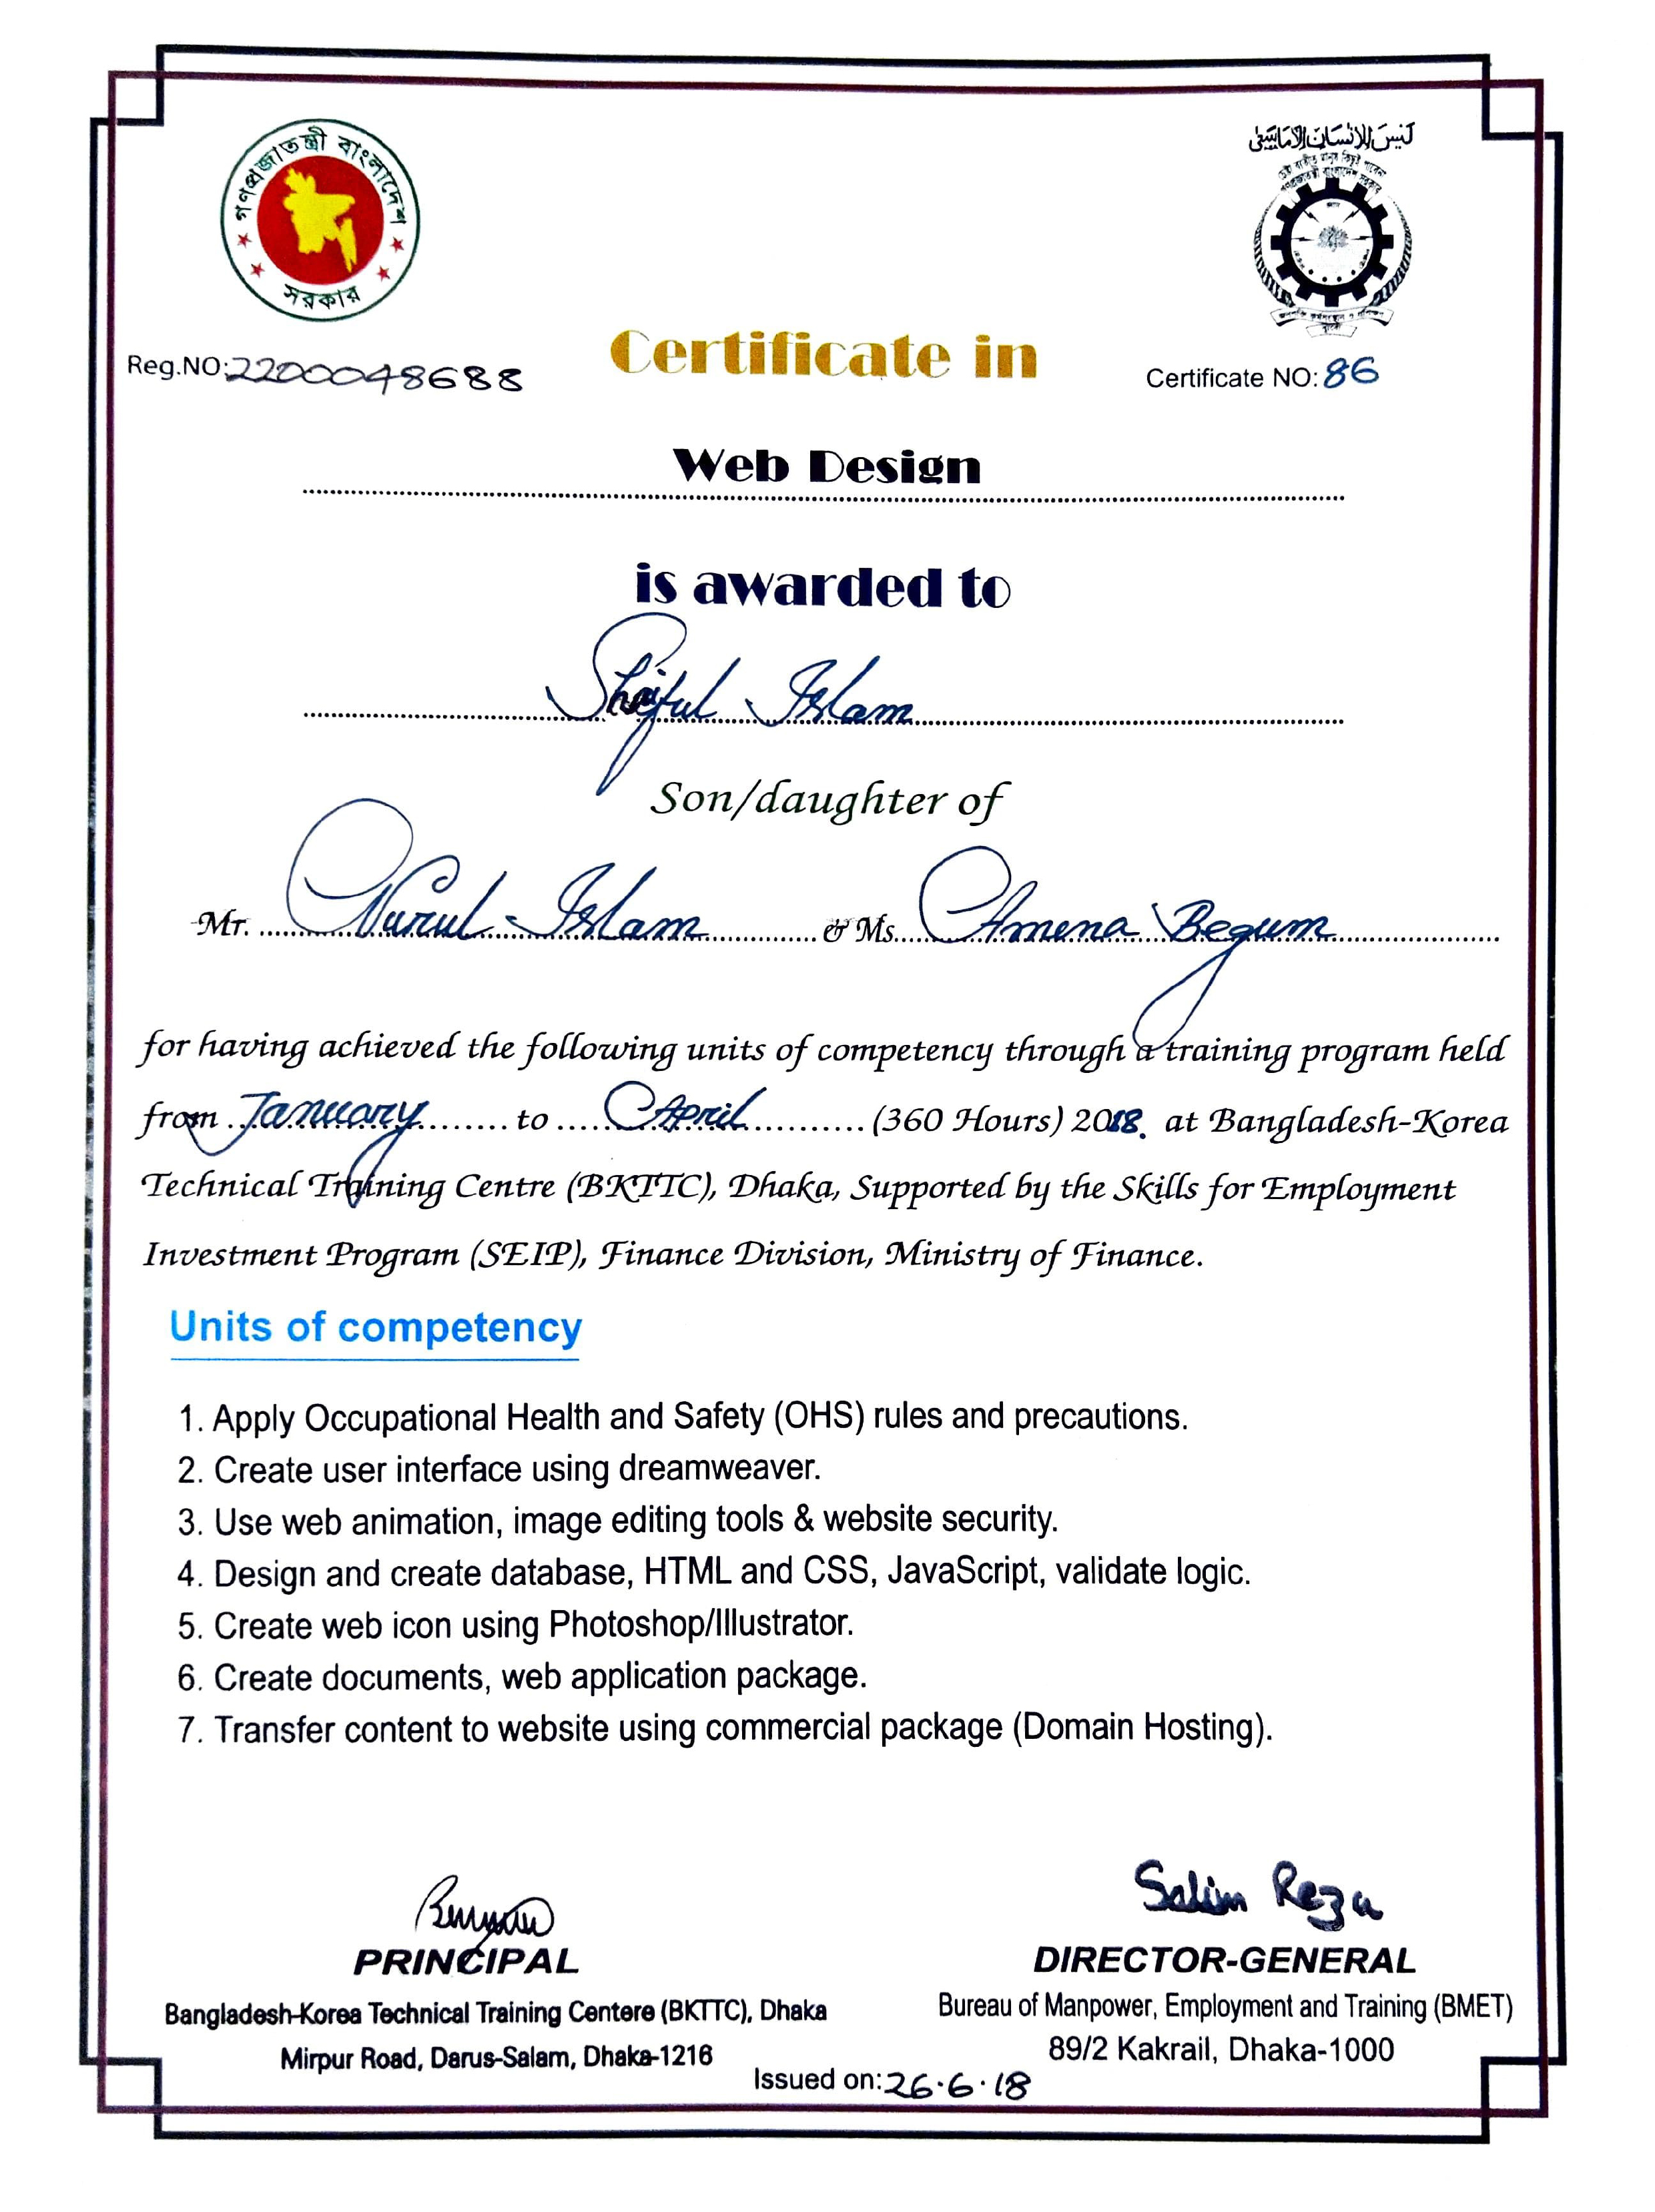 গণপ্রজাতন্ত্রী বাংলাদেশ
সরকার
ليس للانسان الا ماسعى
গণপ্রজাতন্ত্রী বাংলাদেশ সরকার
Reg.NO:2200048688
Certificate in
Certificate NO: 86
Web Design
is awarded to
Shaiful Islam
Son/daughter of
Mr. Nurul Islam & Ms. Amena Begum
for having achieved the following units of competency through a training program held
from January to April (360 Hours) 2018. at Bangladesh-Korea
Technical Training Centre (BKTTC), Dhaka, Supported by the Skills for Employment
Investment Program (SEIP), Finance Division, Ministry of Finance.
Units of competency
1. Apply Occupational Health and Safety (OHS) rules and precautions.
2. Create user interface using dreamweaver.
3. Use web animation, image editing tools & website security.
4. Design and create database, HTML and CSS, JavaScript, validate logic.
5. Create web icon using Photoshop/Illustrator.
6. Create documents, web application package.
7. Transfer content to website using commercial package (Domain Hosting).
Salim Reza
PRINCIPAL
DIRECTOR-GENERAL
Bangladesh-Korea Technical Training Centere (BKTTC), Dhaka
Bureau of Manpower, Employment and Training (BMET)
Mirpur Road, Darus-Salam, Dhaka-1216
89/2 Kakrail, Dhaka-1000
Issued on: 26.6.18